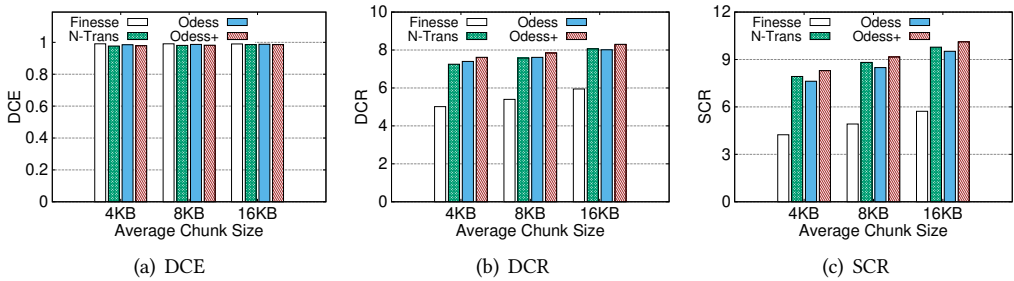 Finesse
N-Trans
Odess
Odess+
DCE
1
0.8
0.6
0.4
0.2
0
4KB 8KB 16KB
Average Chunk Size
(a) DCE
Finesse
N-Trans
Odess
Odess+
DCR
8
6
4
2
0
4KB 8KB 16KB
Average Chunk Size
(b) DCR
Finesse
N-Trans
Odess
Odess+
SCR
12
9
6
3
0
4KB 8KB 16KB
Average Chunk Size
(c) SCR